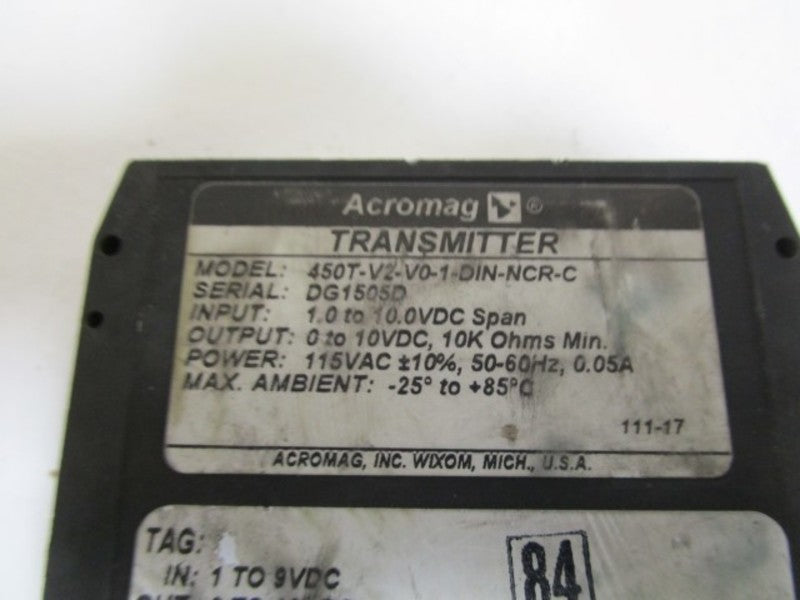 Acromag ®
TRANSMITTER
MODEL: 450T-V2-V0-1-DIN-NCR-C
SERIAL: DG1505D
INPUT: 1.0 to 10.0VDC Span
OUTPUT: 0 to 10VDC, 10K Ohms Min.
POWER: 115VAC ±10%, 50-60Hz, 0.05A
MAX. AMBIENT: -25° to +85°C
111-17
ACROMAG, INC. WIXOM, MICH., U.S.A.
TAG:
84
IN: 1 TO 9VDC